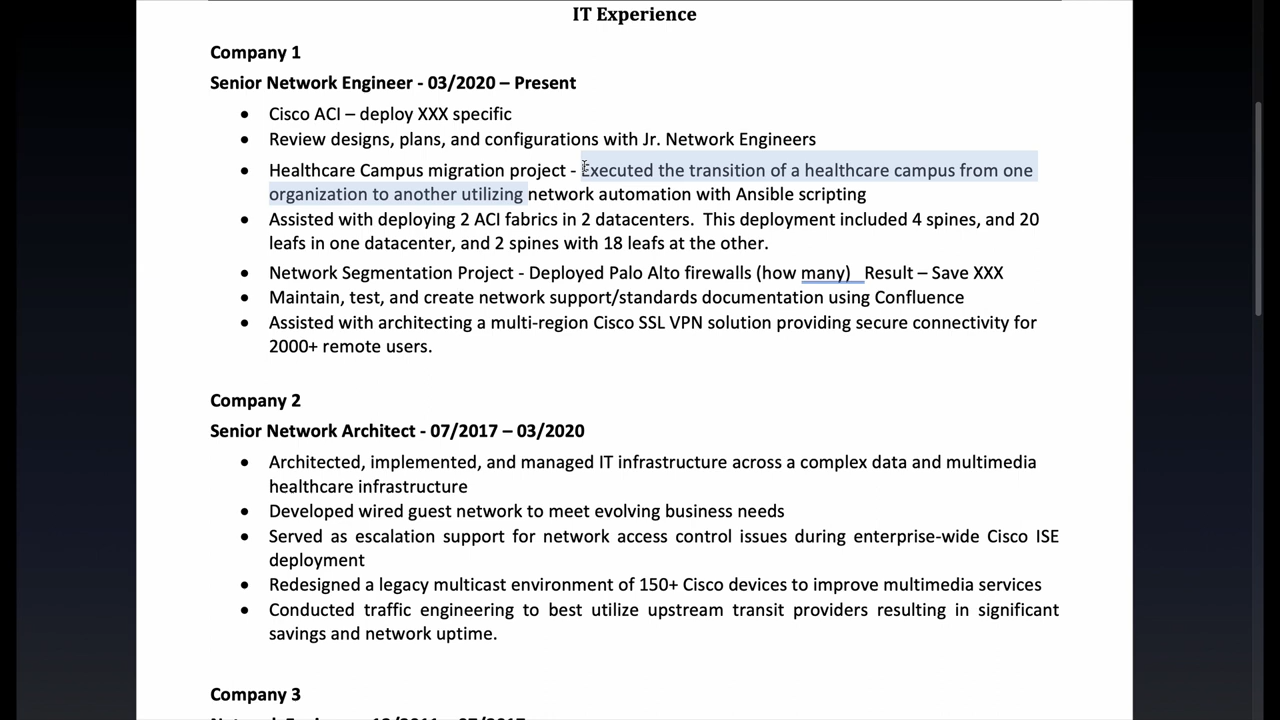 IT Experience
Company 1
Senior Network Engineer - 03/2020 – Present
• Cisco ACI – deploy XXX specific
• Review designs, plans, and configurations with Jr. Network Engineers
• Healthcare Campus migration project - Executed the transition of a healthcare campus from one
organization to another utilizing network automation with Ansible scripting
• Assisted with deploying 2 ACI fabrics in 2 datacenters.  This deployment included 4 spines, and 20
leafs in one datacenter, and 2 spines with 18 leafs at the other.
• Network Segmentation Project - Deployed Palo Alto firewalls (how many)   Result – Save XXX
• Maintain, test, and create network support/standards documentation using Confluence
• Assisted with architecting a multi-region Cisco SSL VPN solution providing secure connectivity for
2000+ remote users.
Company 2
Senior Network Architect - 07/2017 – 03/2020
• Architected, implemented, and managed IT infrastructure across a complex data and multimedia
healthcare infrastructure
• Developed wired guest network to meet evolving business needs
• Served as escalation support for network access control issues during enterprise-wide Cisco ISE
deployment
• Redesigned a legacy multicast environment of 150+ Cisco devices to improve multimedia services
• Conducted traffic engineering to best utilize upstream transit providers resulting in significant
savings and network uptime.
Company 3